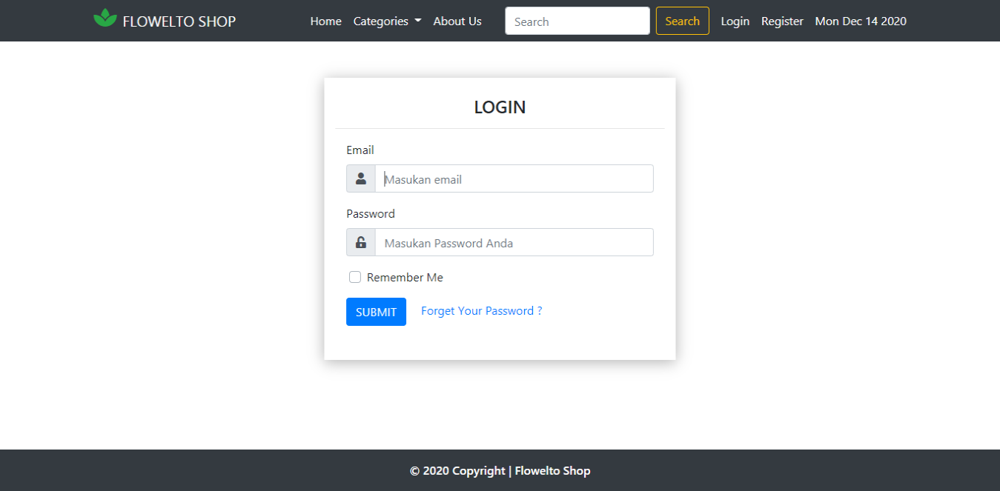 FLOWELTO SHOP Home Categories About Us Search Search Login Register Mon Dec 14 2020
LOGIN
Email
Masukan email
Password
Masukan Password Anda
Remember Me
SUBMIT Forget Your Password ?
© 2020 Copyright | Flowelto Shop